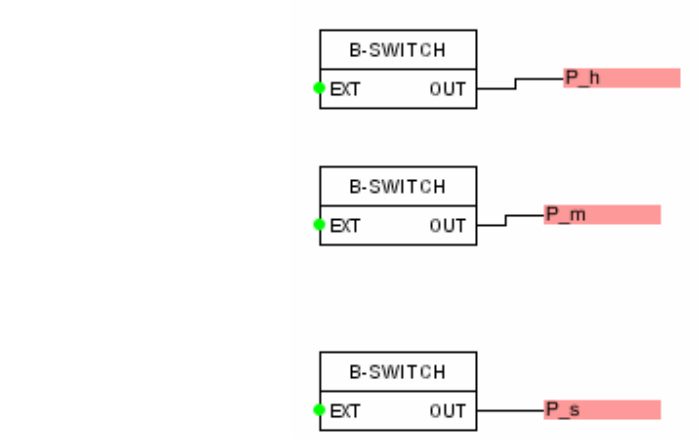 B-SWITCH
EXT OUT P_h
B-SWITCH
EXT OUT P_m
B-SWITCH
EXT OUT P_s